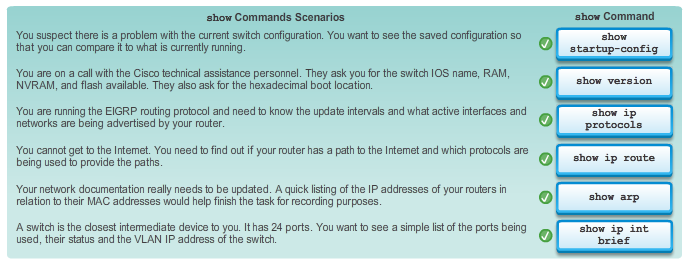 show Commands Scenarios
show Command
You suspect there is a problem with the current switch configuration. You want to see the saved configuration so
that you can compare it to what is currently running.
show
startup-config
You are on a call with the Cisco technical assistance personnel. They ask you for the switch IOS name, RAM,
NVRAM, and flash available. They also ask for the hexadecimal boot location.
show version
You are running the EIGRP routing protocol and need to know the update intervals and what active interfaces and
networks are being advertised by your router.
show ip
protocols
You cannot get to the Internet. You need to find out if your router has a path to the Internet and which protocols are
being used to provide the paths.
show ip route
Your network documentation really needs to be updated. A quick listing of the IP addresses of your routers in
relation to their MAC addresses would help finish the task for recording purposes.
show arp
A switch is the closest intermediate device to you. It has 24 ports. You want to see a simple list of the ports being
used, their status and the VLAN IP address of the switch.
show ip int
brief